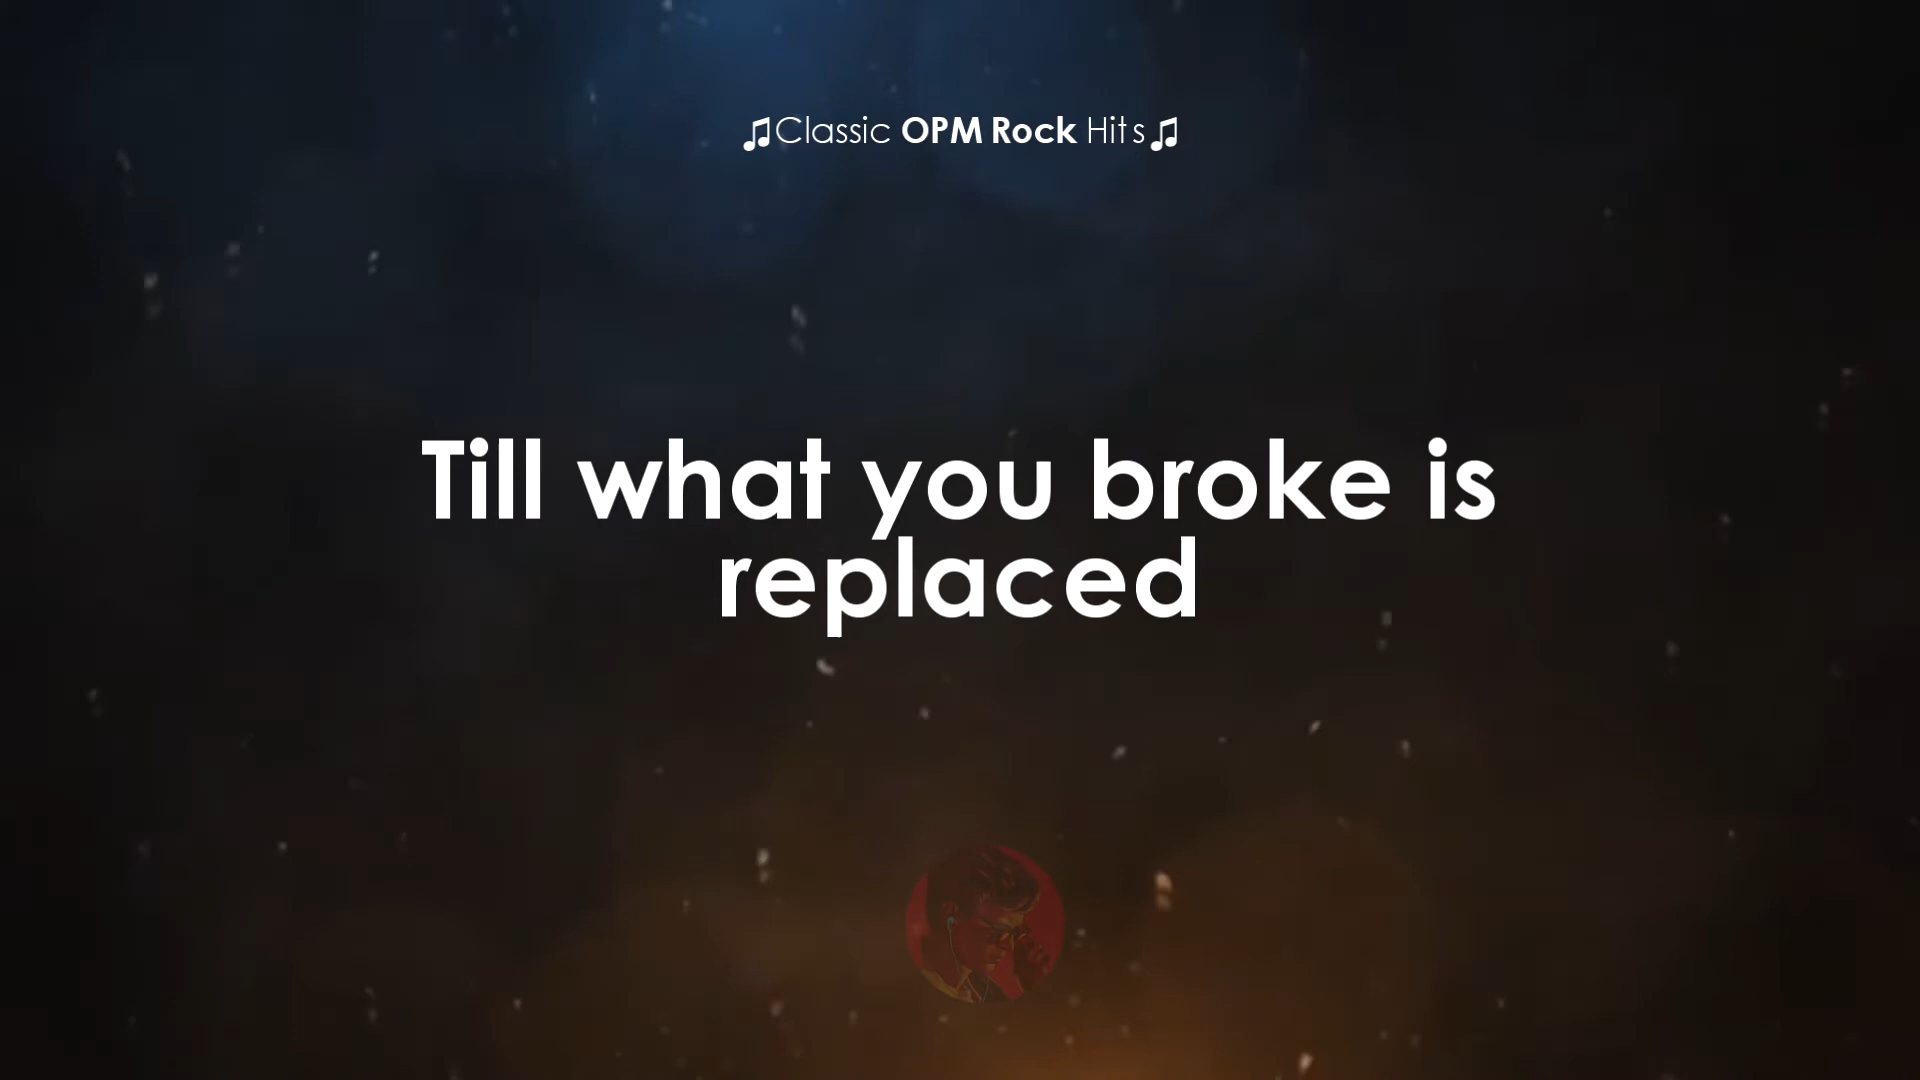 ♫Classic OPM Rock Hits♫
Till what you broke is
replaced